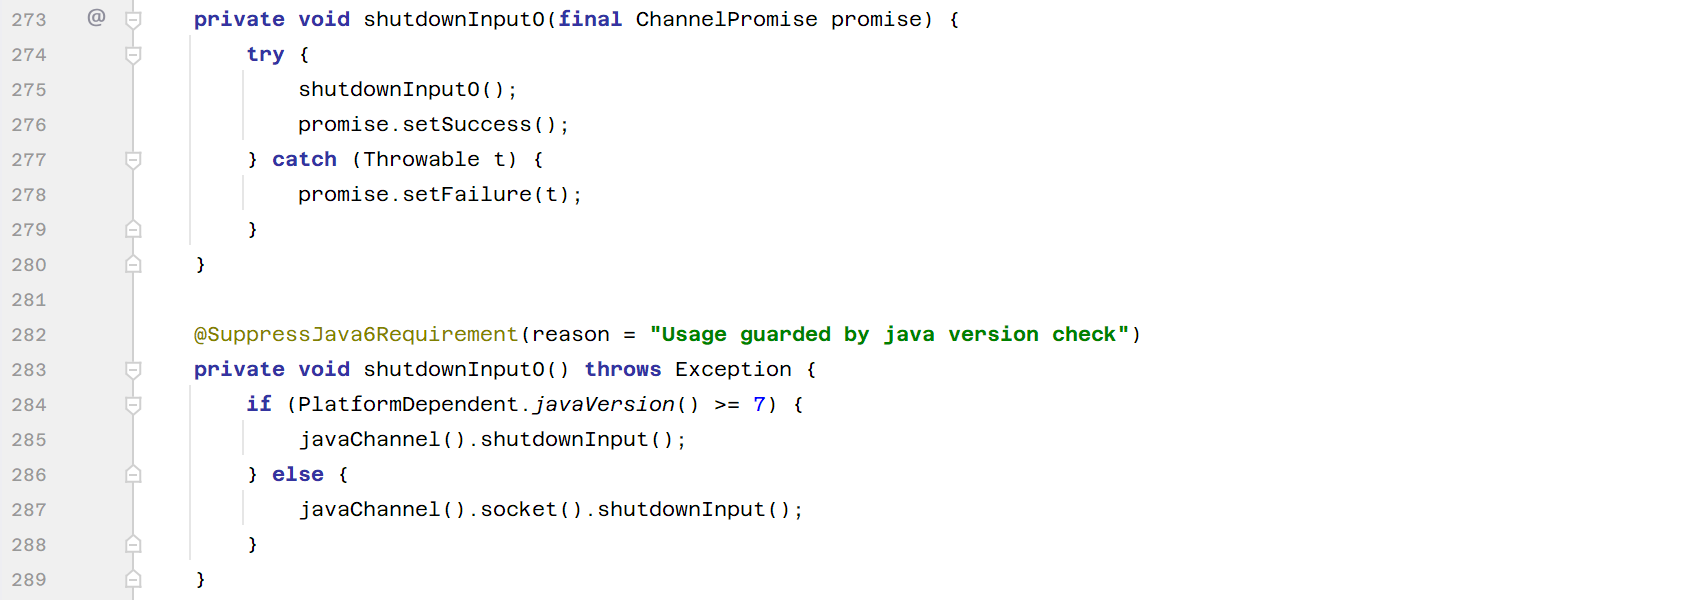 273 @ private void shutdownInput0(final ChannelPromise promise) {
274 try {
275 shutdownInput0();
276 promise.setSuccess();
277 } catch (Throwable t) {
278 promise.setFailure(t);
279 }
280 }
281
282 @SuppressJava6Requirement(reason = "Usage guarded by java version check")
283 private void shutdownInput0() throws Exception {
284 if (PlatformDependent.javaVersion() >= 7) {
285 javaChannel().shutdownInput();
286 } else {
287 javaChannel().socket().shutdownInput();
288 }
289 }